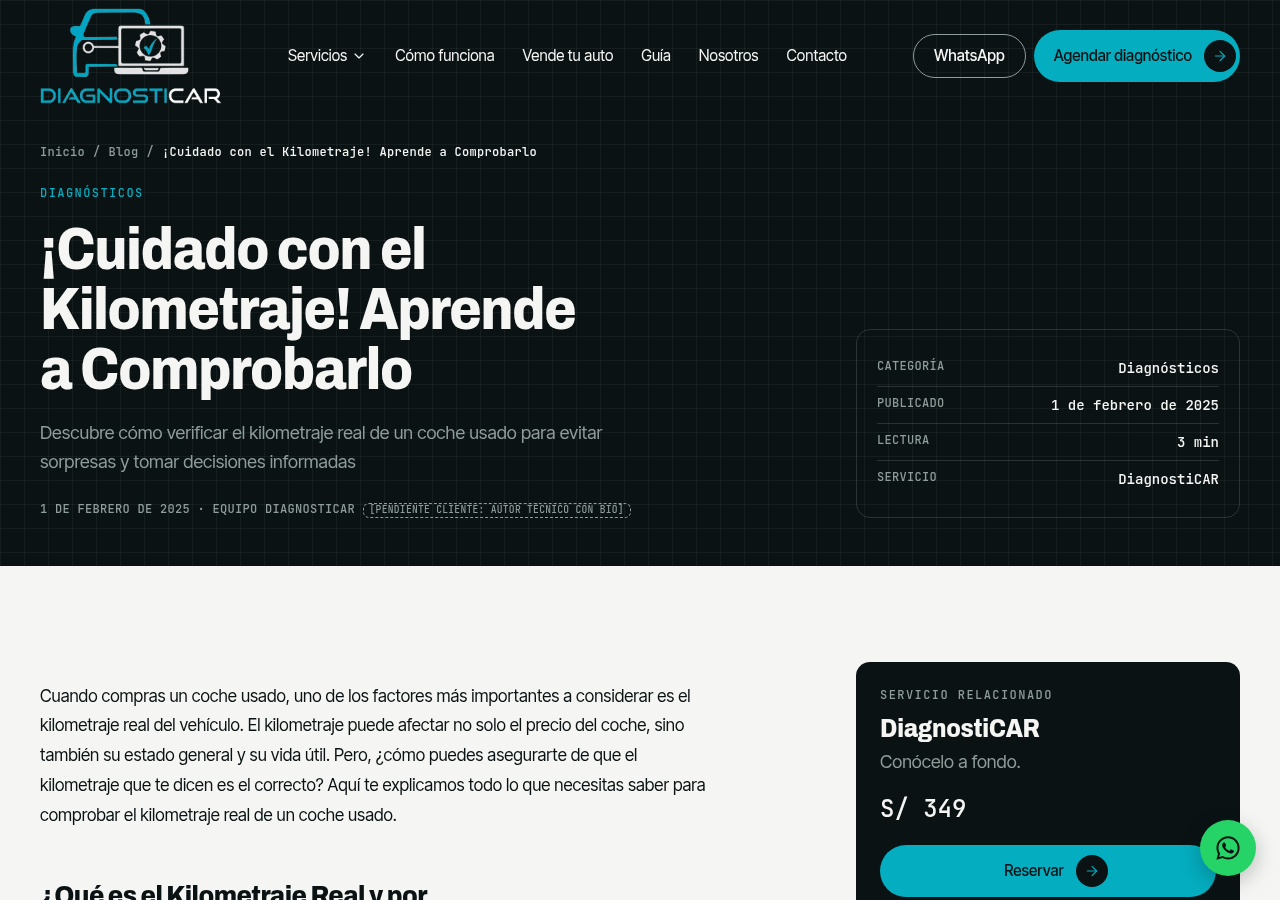 DIAGNOSTICAR
Servicios
Cómo funciona
Vende tu auto
Guía
Nosotros
Contacto
WhatsApp
Agendar diagnóstico
Inicio / Blog / ¡Cuidado con el Kilometraje! Aprende a Comprobarlo
DIAGNÓSTICOS
¡Cuidado con el
Kilometraje! Aprende
a Comprobarlo
Descubre cómo verificar el kilometraje real de un coche usado para evitar
sorpresas y tomar decisiones informadas
1 DE FEBRERO DE 2025 · EQUIPO DIAGNOSTICAR [PENDIENTE CLIENTE: AUTOR TÉCNICO CON BIO]
CATEGORÍA Diagnósticos
PUBLICADO 1 de febrero de 2025
LECTURA 3 min
SERVICIO DiagnostiCAR
Cuando compras un coche usado, uno de los factores más importantes a considerar es el
kilometraje real del vehículo. El kilometraje puede afectar no solo el precio del coche, sino
también su estado general y su vida útil. Pero, ¿cómo puedes asegurarte de que el
kilometraje que te dicen es el correcto? Aquí te explicamos todo lo que necesitas saber para
comprobar el kilometraje real de un coche usado.
¿Qué es el Kilometraje Real y por
SERVICIO RELACIONADO
DiagnostiCAR
Conócelo a fondo.
S/ 349
Reservar